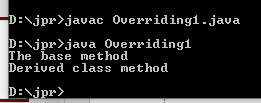 D:\jpr>javac Overriding1.java
D:\jpr>java Overriding1
The base method
Derived class method
D:\jpr>